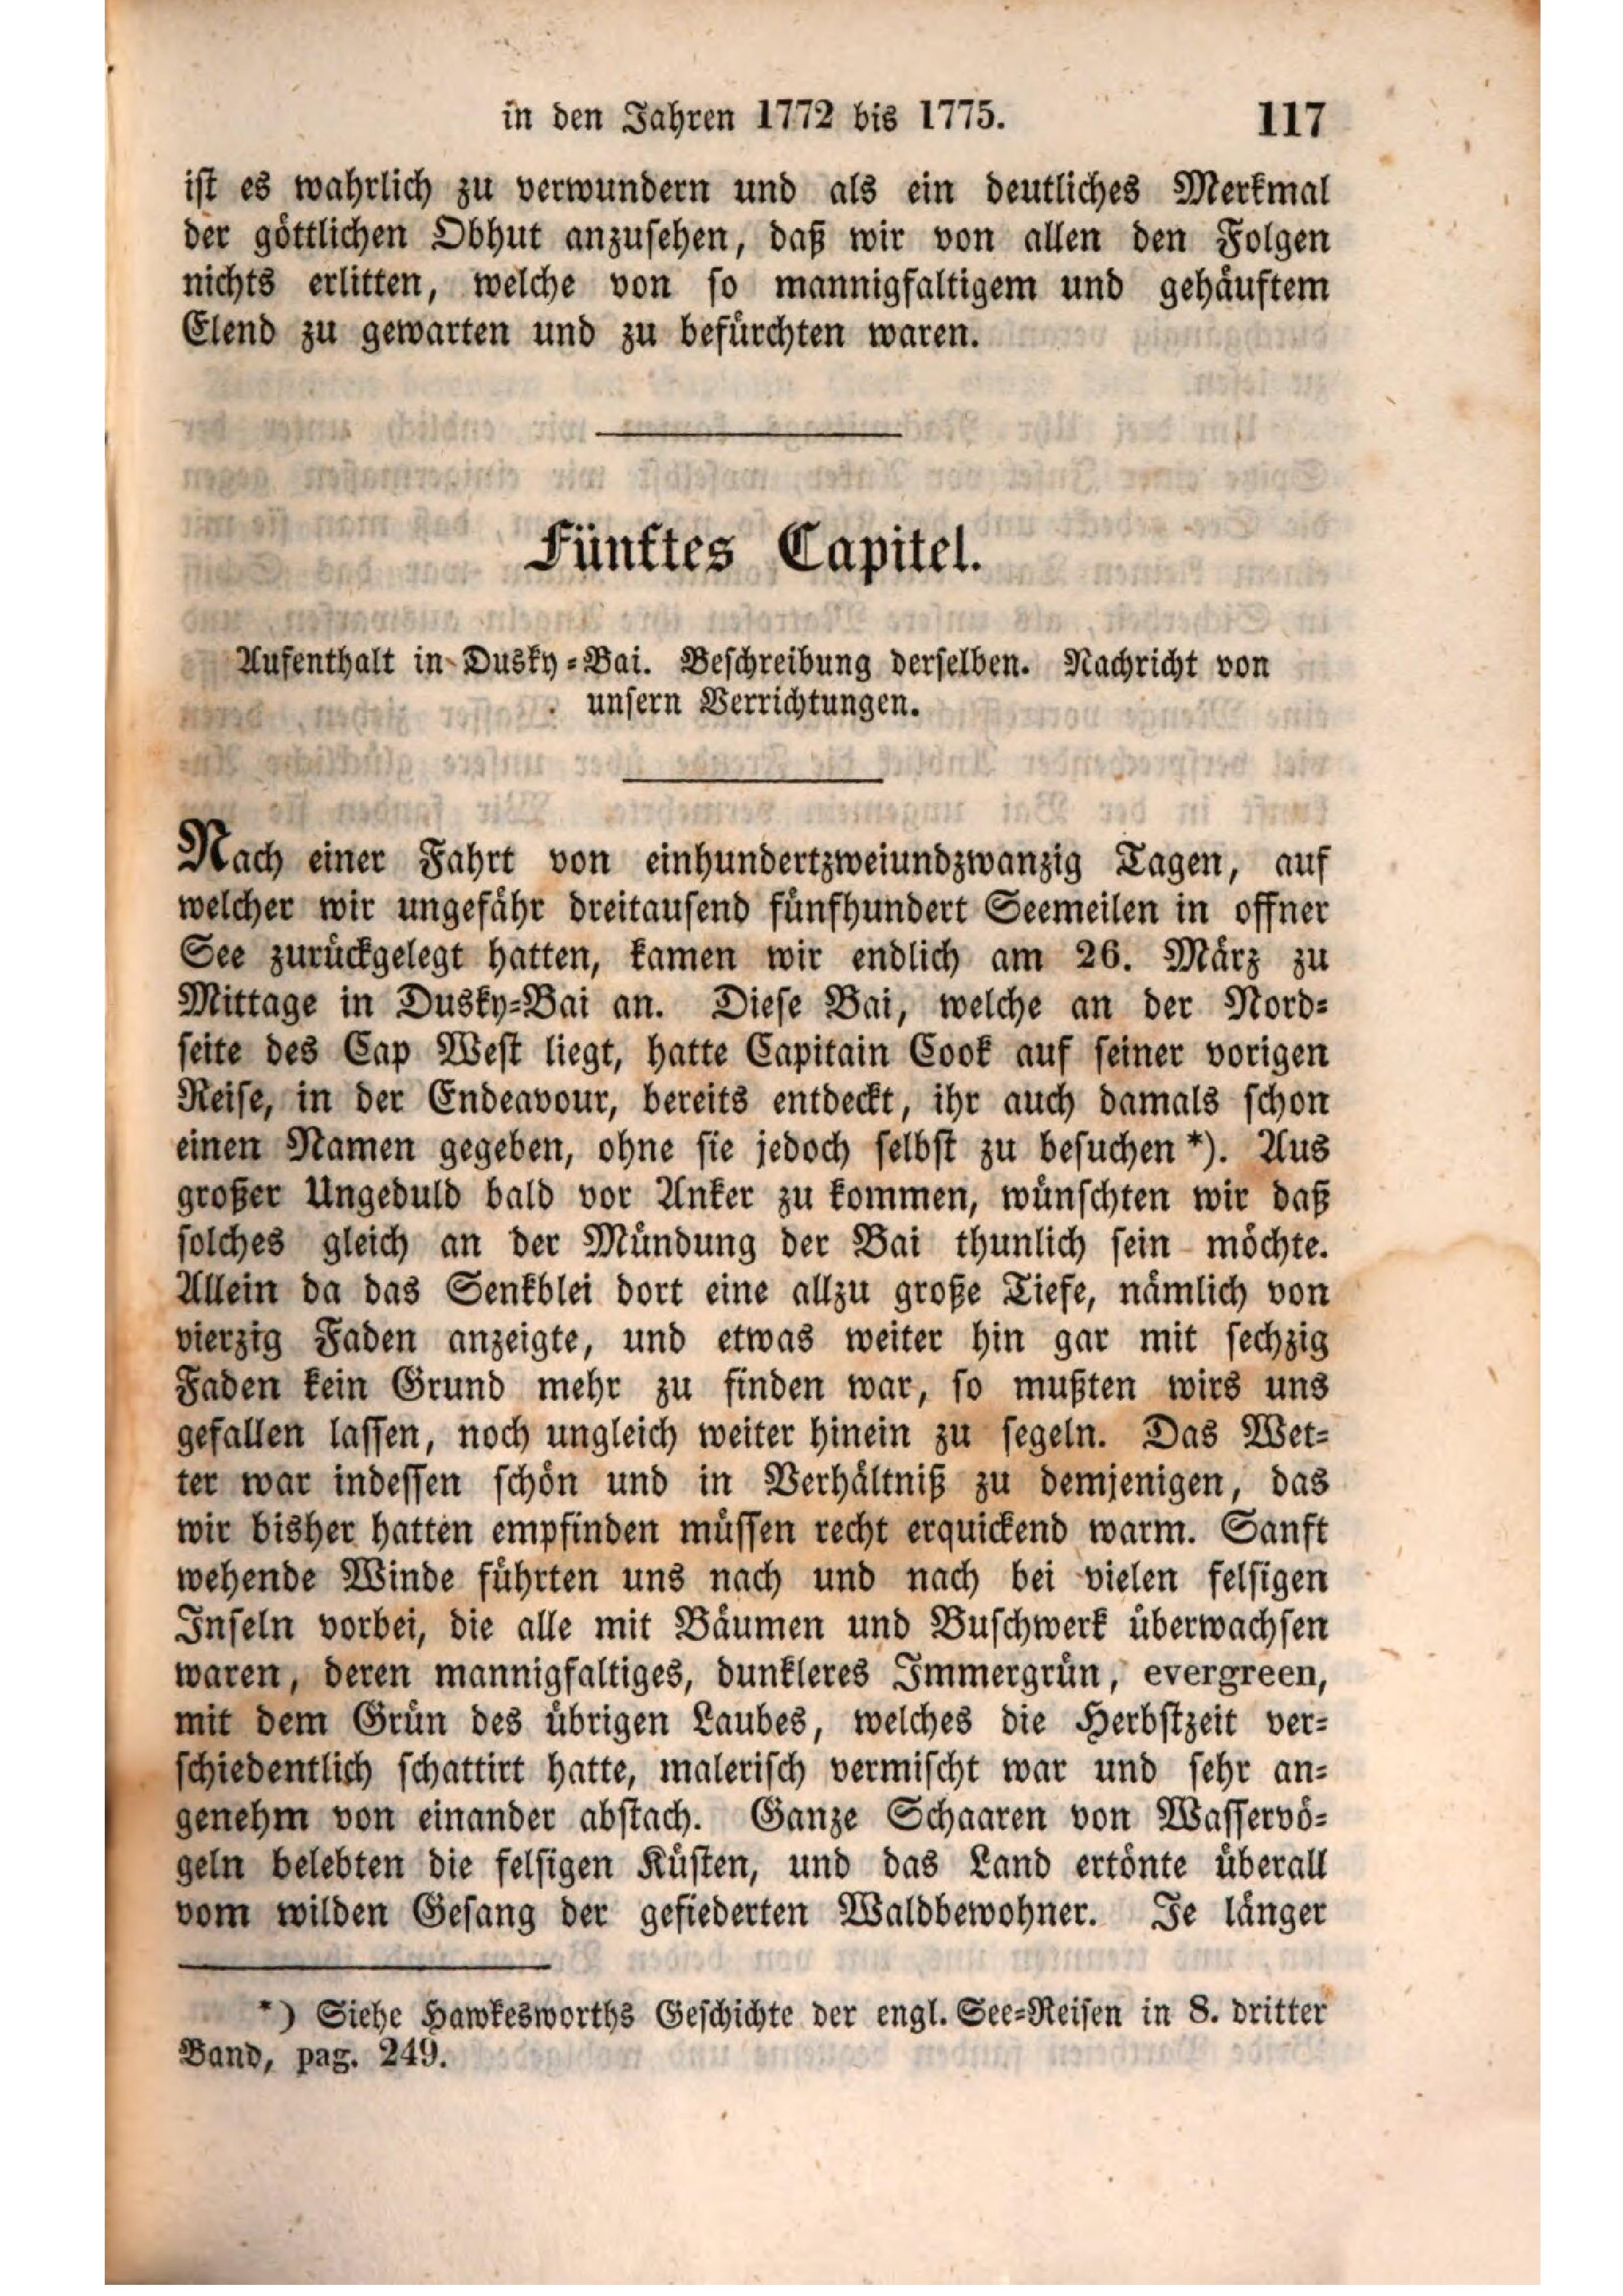 in den Jahren 1772 bis 1775. 117
ist es wahrlich zu verwundern und als ein deutliches Merkmal
der göttlichen Obhut anzusehen, daß wir von allen den Folgen
nichts erlitten, welche von so mannigfaltigem und gehäuftem
Elend zu gewarten und zu befürchten waren.
Fünftes Capitel.
Aufenthalt in Dusky-Bai. Beschreibung derselben. Nachricht von
unsern Verrichtungen.
Nach einer Fahrt von einhundertzweiundzwanzig Tagen, auf
welcher wir ungefähr dreitausend fünfhundert Seemeilen in offner
See zurückgelegt hatten, kamen wir endlich am 26. März zu
Mittage in Dusky-Bai an. Diese Bai, welche an der Nord-
seite des Cap West liegt, hatte Capitain Cook auf seiner vorigen
Reise, in der Endeavour, bereits entdeckt, ihr auch damals schon
einen Namen gegeben, ohne sie jedoch selbst zu besuchen *). Aus
großer Ungeduld bald vor Anker zu kommen, wünschten wir daß
solches gleich an der Mündung der Bai thunlich sein möchte.
Allein da das Senkblei dort eine allzu große Tiefe, nämlich von
vierzig Faden anzeigte, und etwas weiter hin gar mit sechzig
Faden kein Grund mehr zu finden war, so mußten wirs uns
gefallen lassen, noch ungleich weiter hinein zu segeln. Das Wet-
ter war indessen schön und in Verhältniß zu demjenigen, das
wir bisher hatten empfinden müssen recht erquickend warm. Sanft
wehende Winde führten uns nach und nach bei vielen felsigen
Inseln vorbei, die alle mit Bäumen und Buschwerk überwachsen
waren, deren mannigfaltiges, dunkleres Immergrün, evergreen,
mit dem Grün des übrigen Laubes, welches die Herbstzeit ver-
schiedentlich schattirt hatte, malerisch vermischt war und sehr an-
genehm von einander abstach. Ganze Schaaren von Wasservö-
geln belebten die felsigen Küsten, und das Land ertönte überall
vom wilden Gesang der gefiederten Waldbewohner. Je länger
*) Siehe Hawkesworths Geschichte der engl. See-Reisen in 8. dritter
Band, pag. 249.